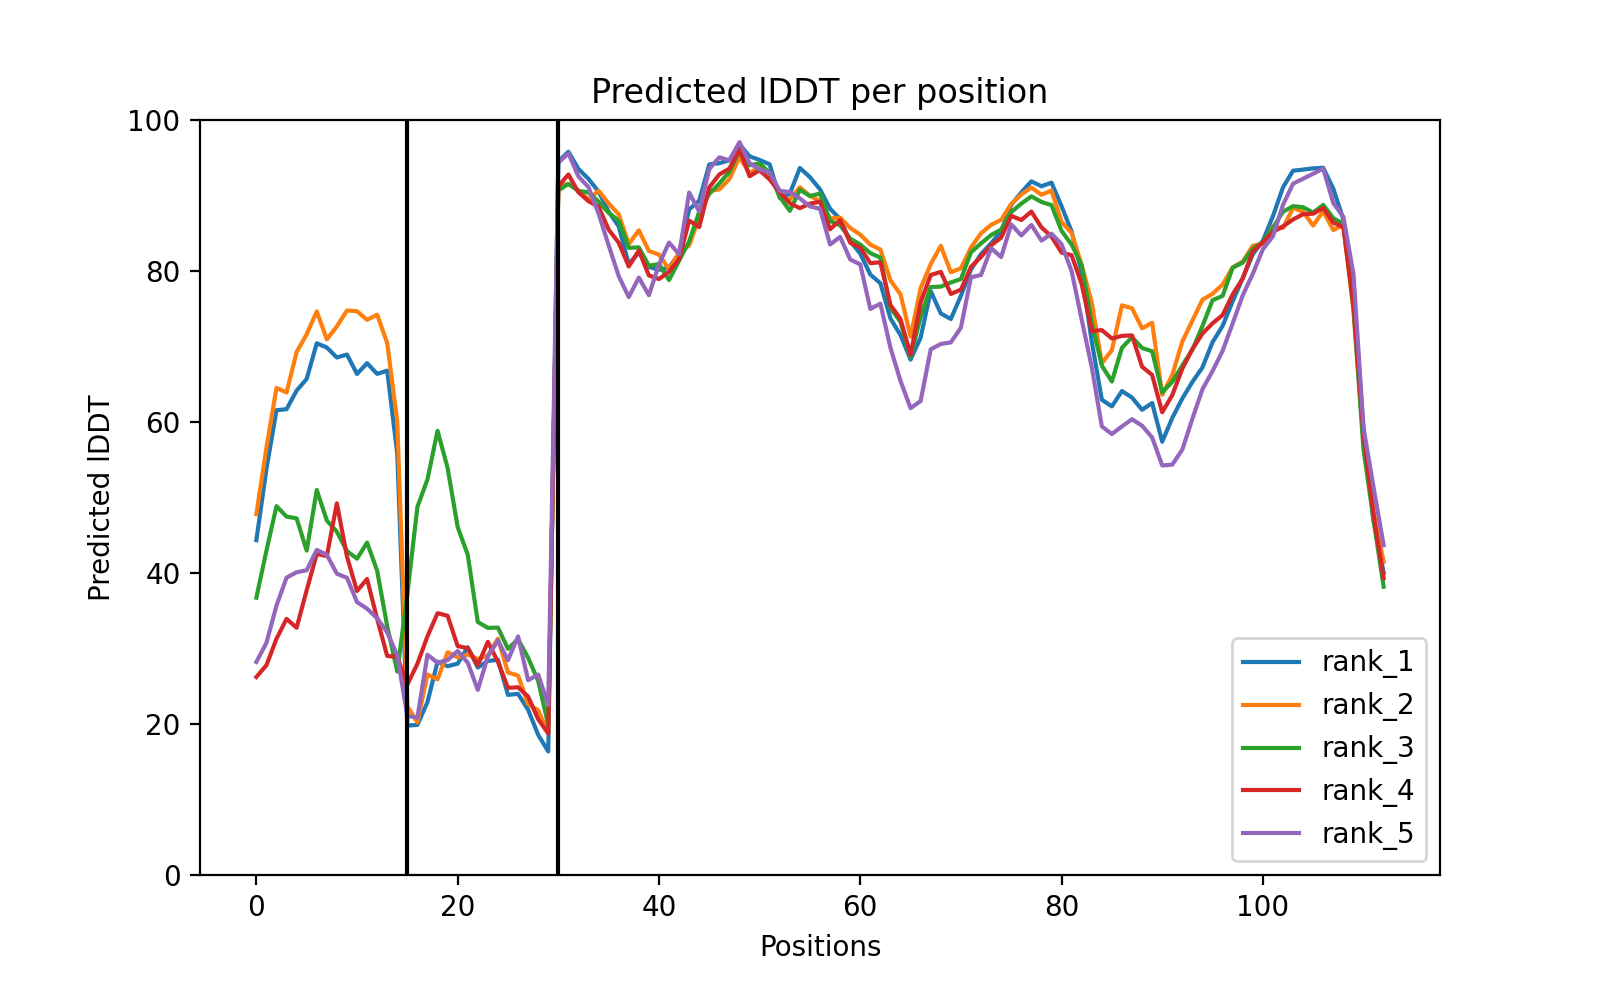 Predicted lDDT per position
100
80
60
40
20
0
Predicted lDDT
0 20 40 60 80 100
Positions
rank_1
rank_2
rank_3
rank_4
rank_5